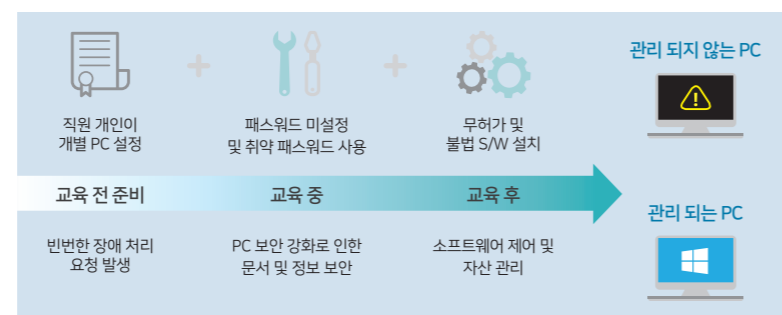 관리 되지 않는 PC
직원 개인이
개별 PC 설정
패스워드 미설정
및 취약 패스워드 사용
무허가 및
불법 S/W 설치
교육 전 준비
교육 중
교육 후
관리 되는 PC
빈번한 장애 처리
요청 발생
PC 보안 강화로 인한
문서 및 정보 보안
소프트웨어 제어 및
자산 관리